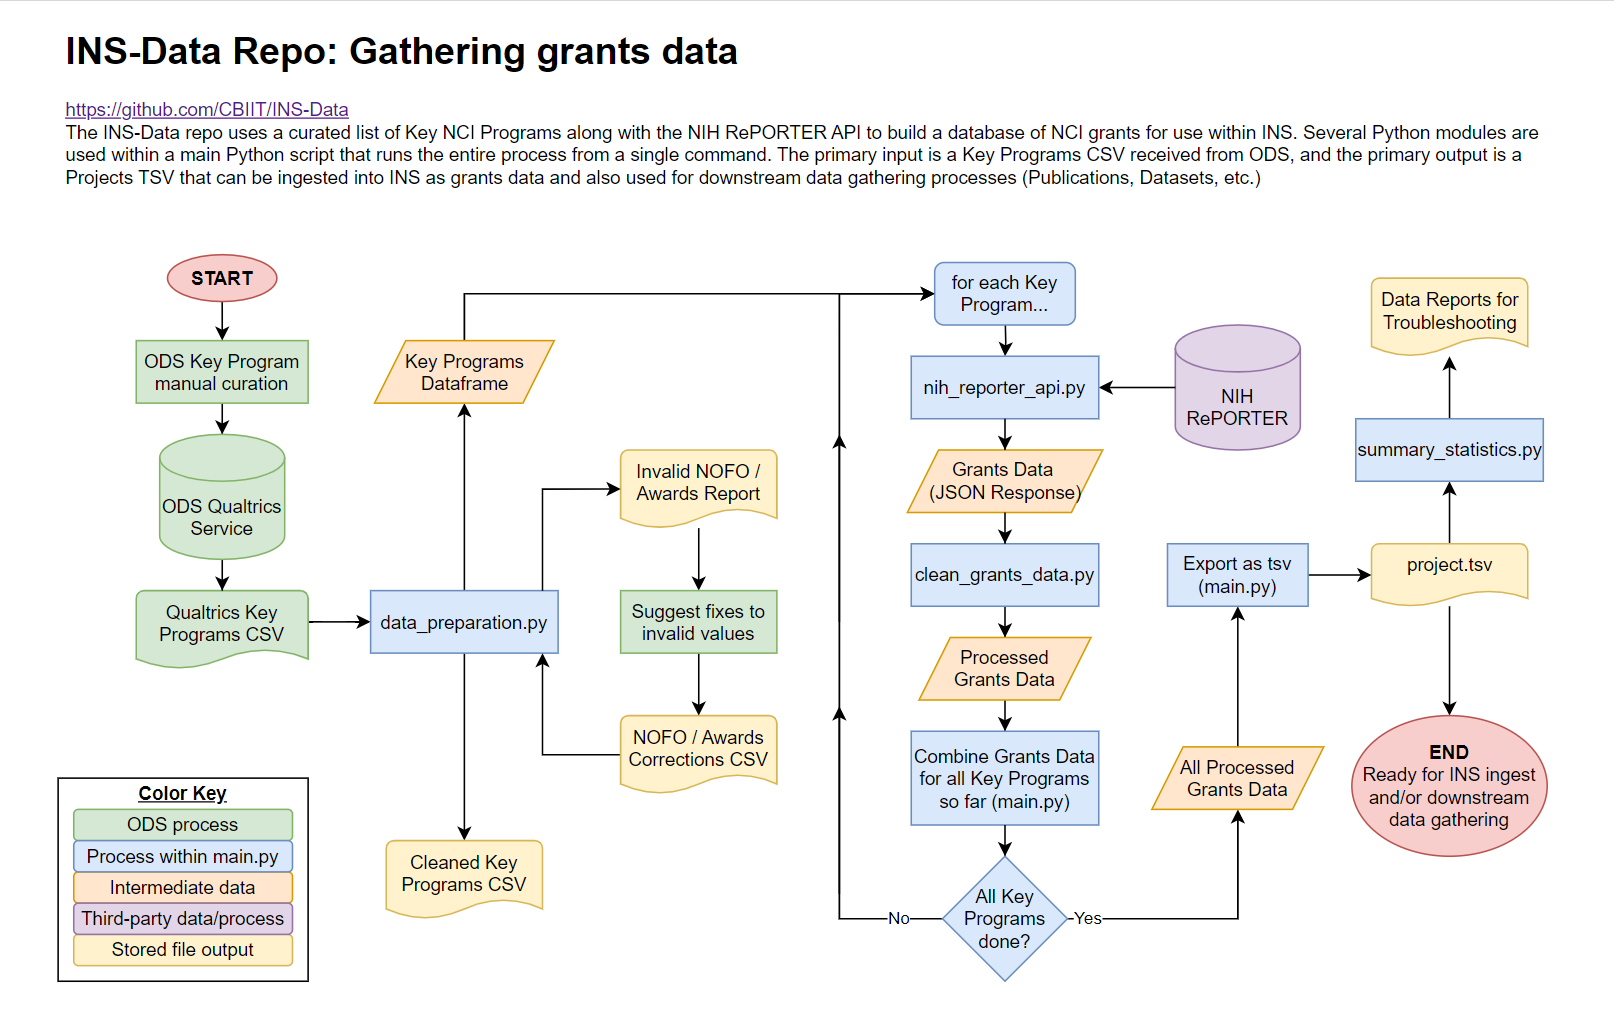 INS-Data Repo: Gathering grants data
https://github.com/CBIIT/INS-Data
The INS-Data repo uses a curated list of Key NCI Programs along with the NIH RePORTER API to build a database of NCI grants for use within INS. Several Python modules are
used within a main Python script that runs the entire process from a single command. The primary input is a Key Programs CSV received from ODS, and the primary output is a
Projects TSV that can be ingested into INS as grants data and also used for downstream data gathering processes (Publications, Datasets, etc.)
START
ODS Key Program
manual curation
ODS Qualtrics
Service
Qualtrics Key
Programs CSV
data_preparation.py
Key Programs
Dataframe
Invalid NOFO /
Awards Report
Suggest fixes to
invalid values
NOFO / Awards
Corrections CSV
Cleaned Key
Programs CSV
for each Key
Program...
nih_reporter_api.py
NIH
RePORTER
Grants Data
(JSON Response)
clean_grants_data.py
Processed
Grants Data
Combine Grants Data
for all Key Programs
so far (main.py)
All Key
Programs
done?
No
Yes
All Processed
Grants Data
Export as tsv
(main.py)
project.tsv
summary_statistics.py
Data Reports for
Troubleshooting
END
Ready for INS ingest
and/or downstream
data gathering
Color Key
ODS process
Process within main.py
Intermediate data
Third-party data/process
Stored file output